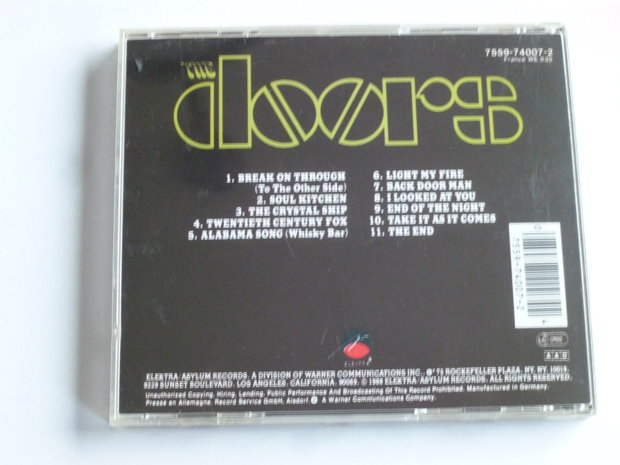 7559-74007-2
France WE 835
THE
doors
1. BREAK ON THROUGH
(To The Other Side)
2. SOUL KITCHEN
3. THE CRYSTAL SHIP
4. TWENTIETH CENTURY FOX
5. ALABAMA SONG (Whisky Bar)
6. LIGHT MY FIRE
7. BACK DOOR MAN
8. I LOOKED AT YOU
9. END OF THE NIGHT
10. TAKE IT AS IT COMES
11. THE END
ELEKTRA
AAD
ELEKTRA/ASYLUM RECORDS, A DIVISION OF WARNER COMMUNICATIONS INC., 75 ROCKEFELLER PLAZA, NY, NY, 10019.
9229 SUNSET BOULEVARD, LOS ANGELES, CALIFORNIA, 90069. ℗ 1985 ELEKTRA/ASYLUM RECORDS. ALL RIGHTS RESERVED.
Unauthorized Copying, Hiring, Lending, Public Performance And Broadcasting Of This Record Prohibited. Manufactured in Germany.
Presse en Allemagne. Record Service GmbH, Alsdorf. A Warner Communications Company.